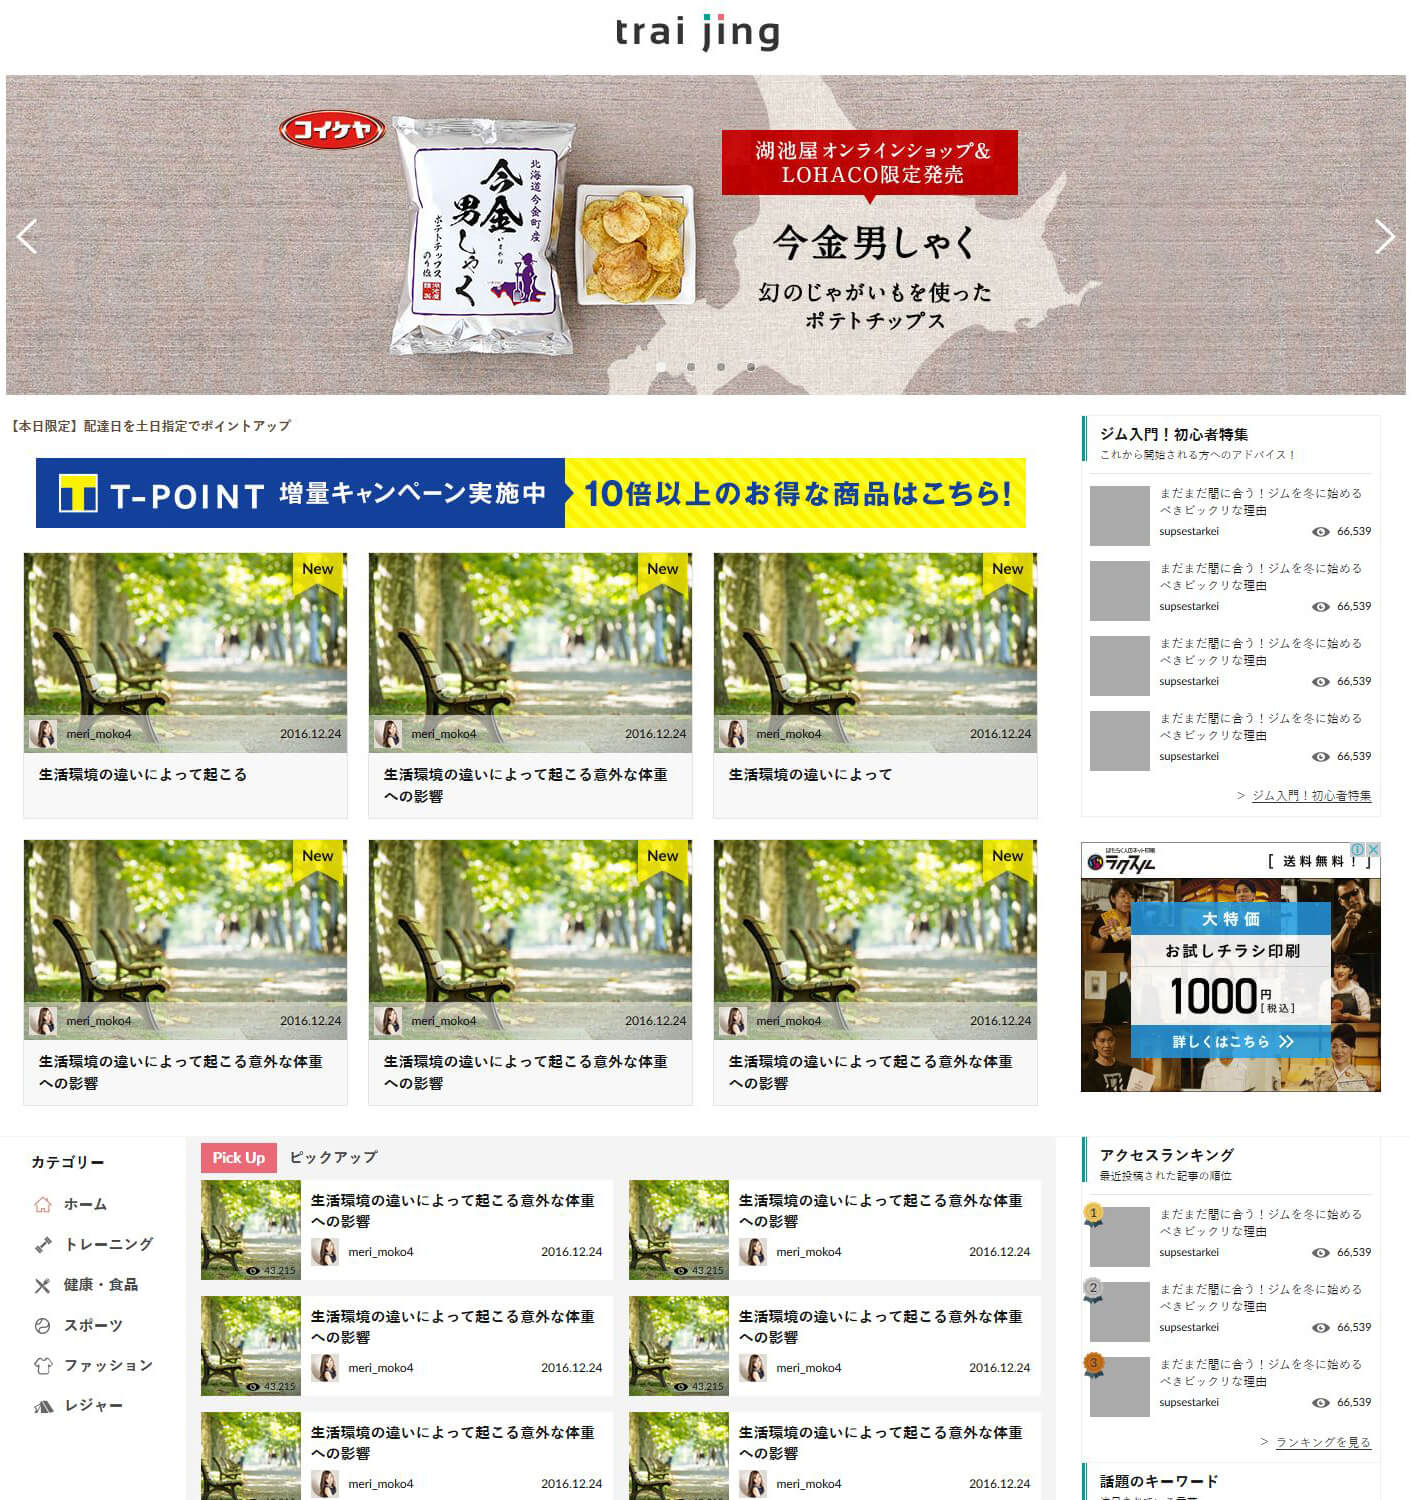 trai jing
コイケヤ
北海道今金町産
今金男しゃく
ポテトチップス
のり塩
湖池屋オンラインショップ&
LOHACO限定発売
今金男しゃく
幻のじゃがいもを使った
ポテトチップス
【本日限定】配達日を土日指定でポイントアップ
T-POINT 増量キャンペーン実施中
10倍以上のお得な商品はこちら!
New
meri_moko4 2016.12.24
生活環境の違いによって起こる
New
meri_moko4 2016.12.24
生活環境の違いによって起こる意外な体重
への影響
New
meri_moko4 2016.12.24
生活環境の違いによって
New
meri_moko4 2016.12.24
生活環境の違いによって起こる意外な体重
への影響
New
meri_moko4 2016.12.24
生活環境の違いによって起こる意外な体重
への影響
New
meri_moko4 2016.12.24
生活環境の違いによって起こる意外な体重
への影響
ジム入門!初心者特集
これから開始される方へのアドバイス!
まだまだ間に合う!ジムを冬に始める
べきビックリな理由
supsestarkei 66,539
まだまだ間に合う!ジムを冬に始める
べきビックリな理由
supsestarkei 66,539
まだまだ間に合う!ジムを冬に始める
べきビックリな理由
supsestarkei 66,539
まだまだ間に合う!ジムを冬に始める
べきビックリな理由
supsestarkei 66,539
> ジム入門!初心者特集
はたらく人のネット印刷
ラクスル
[ 送料無料! ]
大特価
お試しチラシ印刷
1000円
[税込]
詳しくはこちら
カテゴリー
ホーム
トレーニング
健康・食品
スポーツ
ファッション
レジャー
Pick Up ピックアップ
生活環境の違いによって起こる意外な体重
への影響
meri_moko4 2016.12.24
43,215
生活環境の違いによって起こる意外な体重
への影響
meri_moko4 2016.12.24
43,215
生活環境の違いによって起こる意外な体重
への影響
meri_moko4 2016.12.24
43,215
生活環境の違いによって起こる意外な体重
への影響
meri_moko4 2016.12.24
43,215
生活環境の違いによって起こる意外な体重
への影響
meri_moko4 2016.12.24
生活環境の違いによって起こる意外な体重
への影響
meri_moko4 2016.12.24
アクセスランキング
最近投稿された記事の順位
1
まだまだ間に合う!ジムを冬に始める
べきビックリな理由
supsestarkei 66,539
2
まだまだ間に合う!ジムを冬に始める
べきビックリな理由
supsestarkei 66,539
3
まだまだ間に合う!ジムを冬に始める
べきビックリな理由
supsestarkei 66,539
> ランキングを見る
話題のキーワード